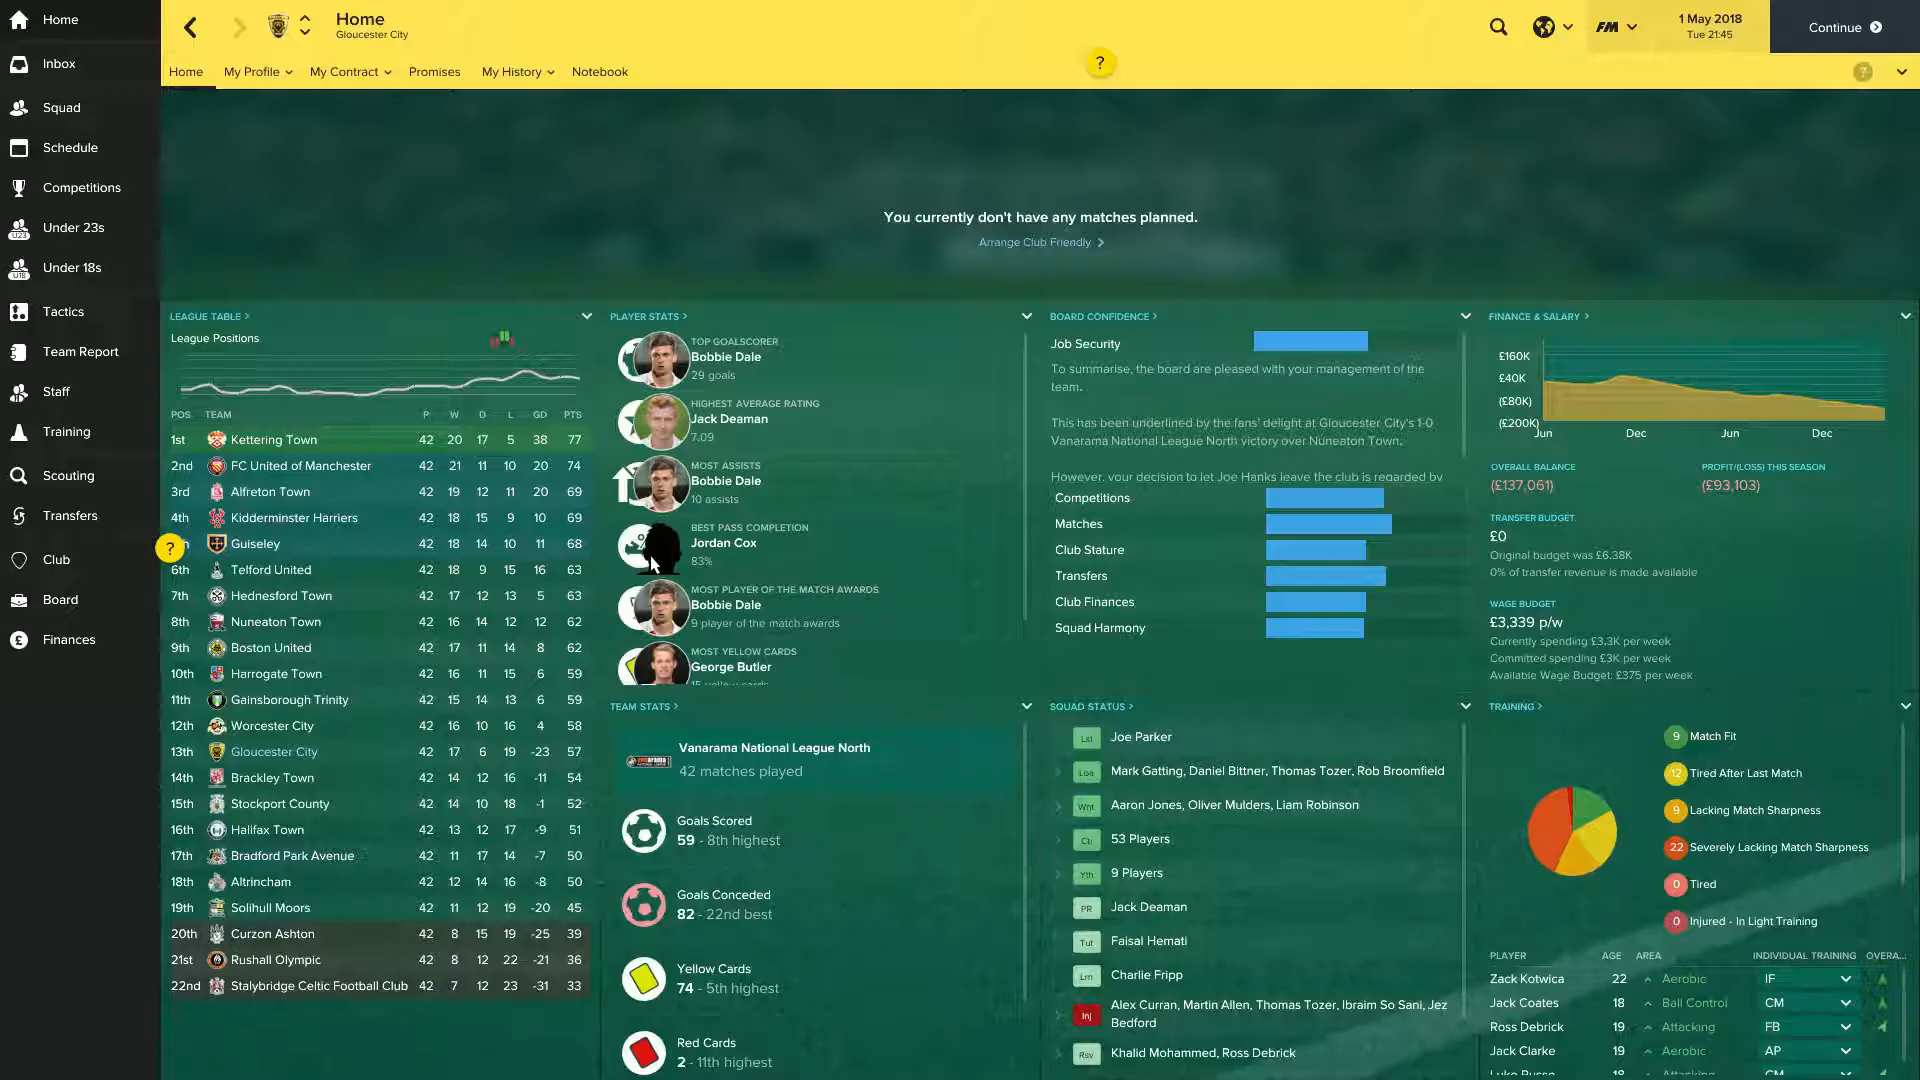 Home
Inbox
Squad
Schedule
Competitions
Under 23s
Under 18s
Tactics
Team Report
Staff
Training
Scouting
Transfers
Club
Board
Finances
Home
Gloucester City
FM
1 May 2018
Tue 21:45
Continue
Home My Profile My Contract Promises My History Notebook
?
?
You currently don't have any matches planned.
Arrange Club Friendly >
LEAGUE TABLE >
League Positions
POS TEAM P W D L GD PTS
1st Kettering Town 42 20 17 5 38 77
2nd FC United of Manchester 42 21 11 10 20 74
3rd Alfreton Town 42 19 12 11 20 69
4th Kidderminster Harriers 42 18 15 9 10 69
? Guiseley 42 18 14 10 11 68
6th Telford United 42 18 9 15 16 63
7th Hednesford Town 42 17 12 13 5 63
8th Nuneaton Town 42 16 14 12 12 62
9th Boston United 42 17 11 14 8 62
10th Harrogate Town 42 16 11 15 6 59
11th Gainsborough Trinity 42 15 14 13 6 59
12th Worcester City 42 16 10 16 4 58
13th Gloucester City 42 17 6 19 -23 57
14th Brackley Town 42 14 12 16 -11 54
15th Stockport County 42 14 10 18 -1 52
16th Halifax Town 42 13 12 17 -9 51
17th Bradford Park Avenue 42 11 17 14 -7 50
18th Altrincham 42 12 14 16 -8 50
19th Solihull Moors 42 11 12 19 -20 45
20th Curzon Ashton 42 8 15 19 -25 39
21st Rushall Olympic 42 8 12 22 -21 36
22nd Stalybridge Celtic Football Club 42 7 12 23 -31 33
PLAYER STATS >
TOP GOALSCORER
Bobbie Dale
29 goals
HIGHEST AVERAGE RATING
Jack Deaman
7.09
MOST ASSISTS
Bobbie Dale
10 assists
BEST PASS COMPLETION
Jordan Cox
83%
MOST PLAYER OF THE MATCH AWARDS
Bobbie Dale
9 player of the match awards
MOST YELLOW CARDS
George Butler
15 yellow cards
TEAM STATS >
Vanarama National League North
42 matches played
Goals Scored
59 - 8th highest
Goals Conceded
82 - 22nd best
Yellow Cards
74 - 5th highest
Red Cards
2 - 11th highest
BOARD CONFIDENCE >
Job Security
To summarise, the board are pleased with your management of the
team.
This has been underlined by the fans' delight at Gloucester City's 1-0
Vanarama National League North victory over Nuneaton Town.
However, your decision to let Joe Hanks leave the club is regarded by
Competitions
Matches
Club Stature
Transfers
Club Finances
Squad Harmony
SQUAD STATUS >
Lst Joe Parker
Loa Mark Gatting, Daniel Bittner, Thomas Tozer, Rob Broomfield
Wnt Aaron Jones, Oliver Mulders, Liam Robinson
53 Players
Yth 9 Players
PR Jack Deaman
Tut Faisal Hemati
Lrn Charlie Fripp
Inj Alex Curran, Martin Allen, Thomas Tozer, Ibraim So Sani, Jez
Bedford
Rsv Khalid Mohammed, Ross Debrick
FINANCE & SALARY >
£160K
£40K
(£80K)
(£200K)
Jun Dec Jun Dec
OVERALL BALANCE PROFIT/(LOSS) THIS SEASON
(£137,061) (£93,103)
TRANSFER BUDGET
£0
Original budget was £6.38K
0% of transfer revenue is made available
WAGE BUDGET
£3,339 p/w
Currently spending £3.3K per week
Committed spending £3K per week
Available Wage Budget: £375 per week
TRAINING >
9 Match Fit
12 Tired After Last Match
9 Lacking Match Sharpness
22 Severely Lacking Match Sharpness
0 Tired
0 Injured - In Light Training
PLAYER AGE AREA INDIVIDUAL TRAINING OVERA...
Zack Kotwica 22 Aerobic IF
Jack Coates 18 Ball Control CM
Ross Debrick 19 Attacking FB
Jack Clarke 19 Aerobic AP
18 Attacking CM